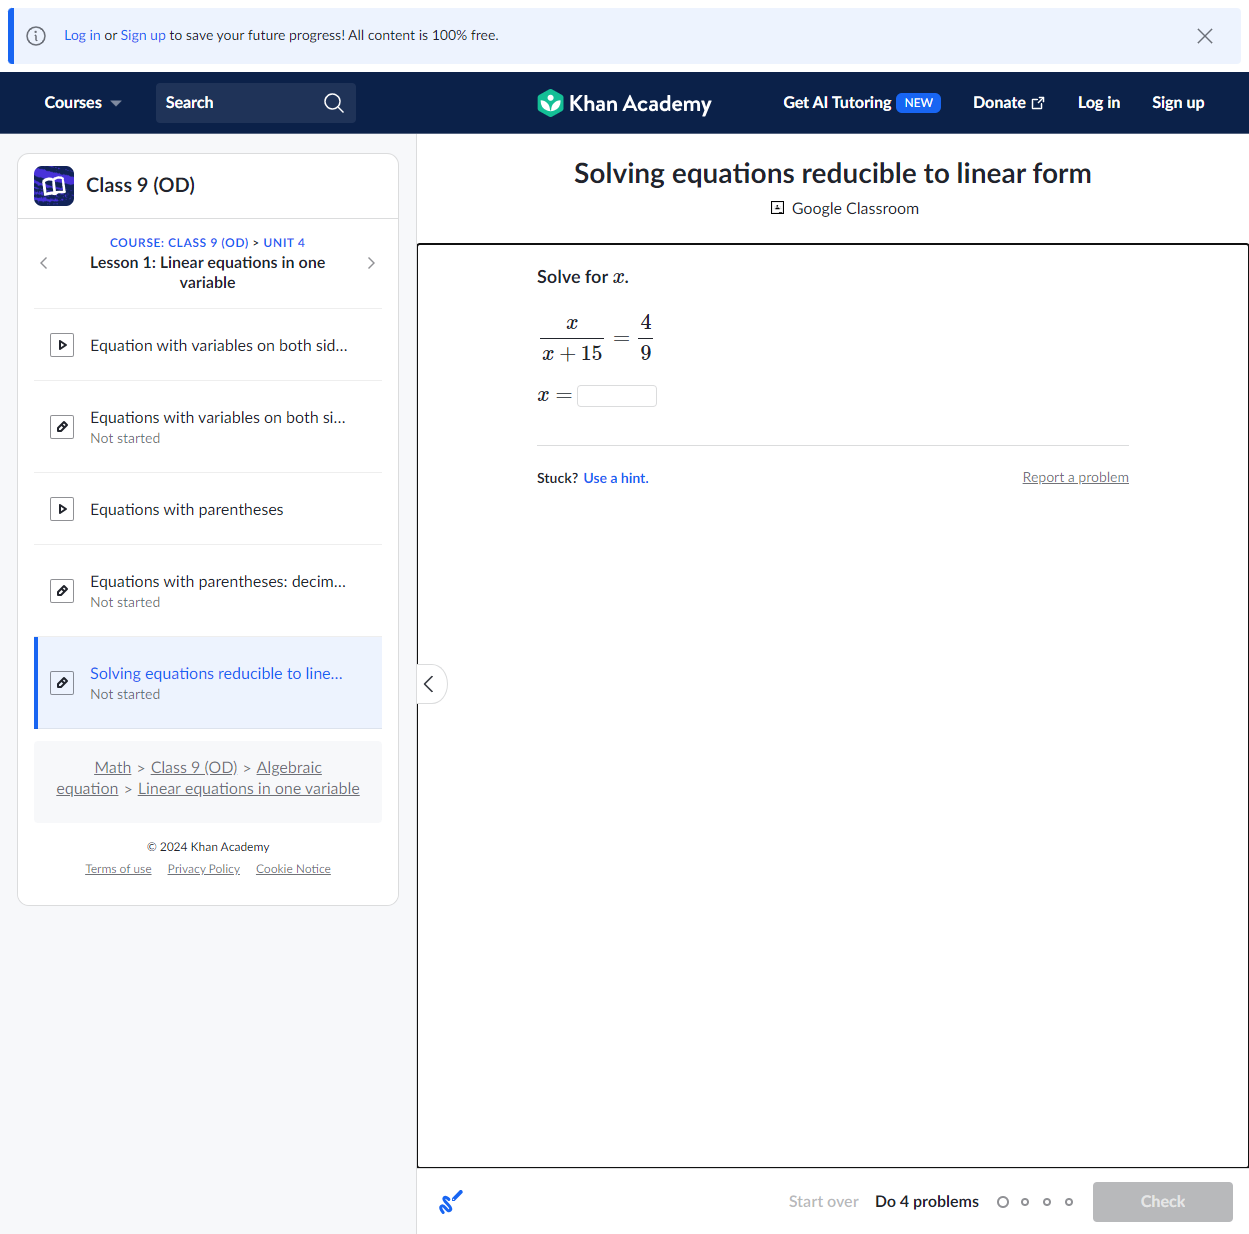 Log in or Sign up to save your future progress! All content is 100% free.
Courses
Search
Khan Academy
Get AI Tutoring NEW
Donate
Log in
Sign up
Class 9 (OD)
COURSE: CLASS 9 (OD) > UNIT 4
Lesson 1: Linear equations in one
variable
Equation with variables on both sid...
Equations with variables on both si...
Not started
Equations with parentheses
Equations with parentheses: decim...
Not started
Solving equations reducible to line...
Not started
Math > Class 9 (OD) > Algebraic
equation > Linear equations in one variable
© 2024 Khan Academy
Terms of use Privacy Policy Cookie Notice
Solving equations reducible to linear form
Google Classroom
Solve for x.
x/(x + 15) = 4/9
x =
Stuck? Use a hint.
Report a problem
Start over
Do 4 problems
Check